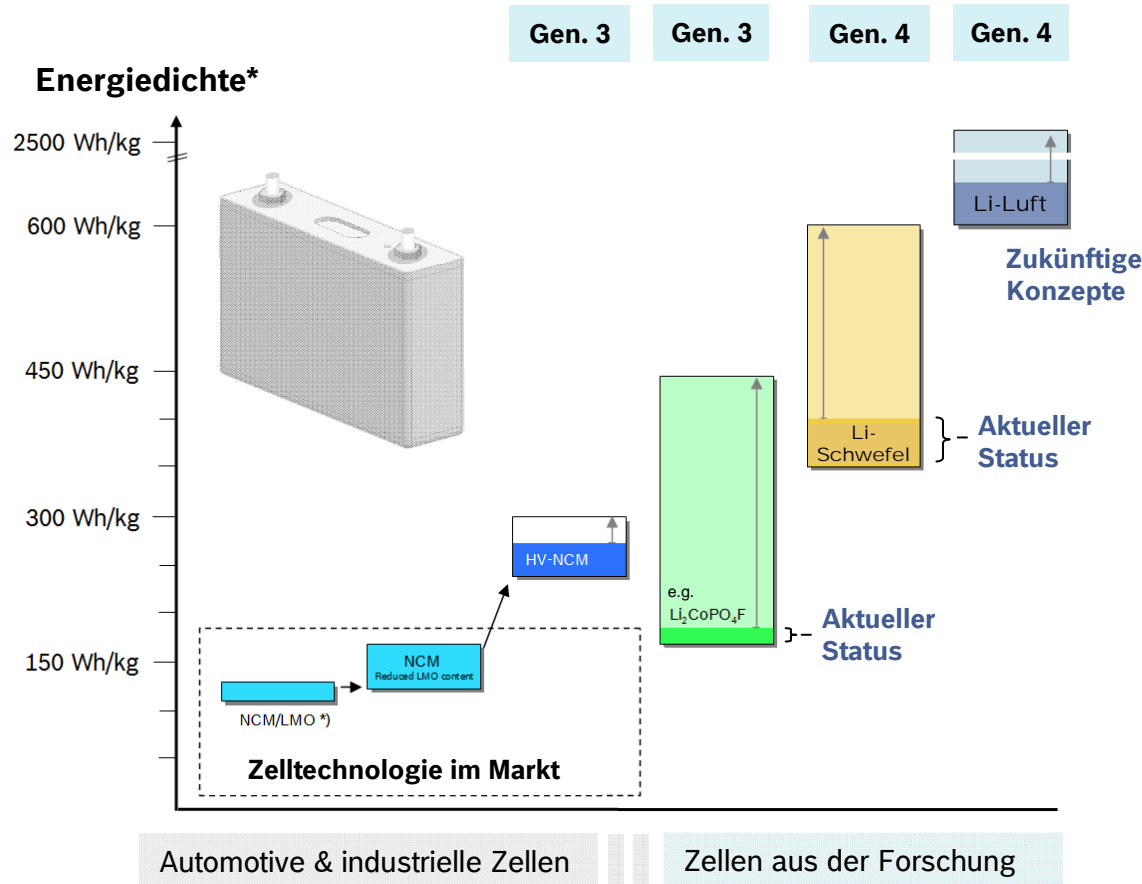 Gen. 3
Gen. 3
Gen. 4
Gen. 4
Energiedichte*
2500 Wh/kg
600 Wh/kg
450 Wh/kg
300 Wh/kg
150 Wh/kg
Li-Luft
Zukünftige
Konzepte
Li-
Schwefel
Aktueller
Status
HV-NCM
e.g.
Li₂CoPO₄F
Aktueller
Status
NCM
Reduced LMO content
NCM/LMO *)
Zelltechnologie im Markt
Automotive & industrielle Zellen
Zellen aus der Forschung